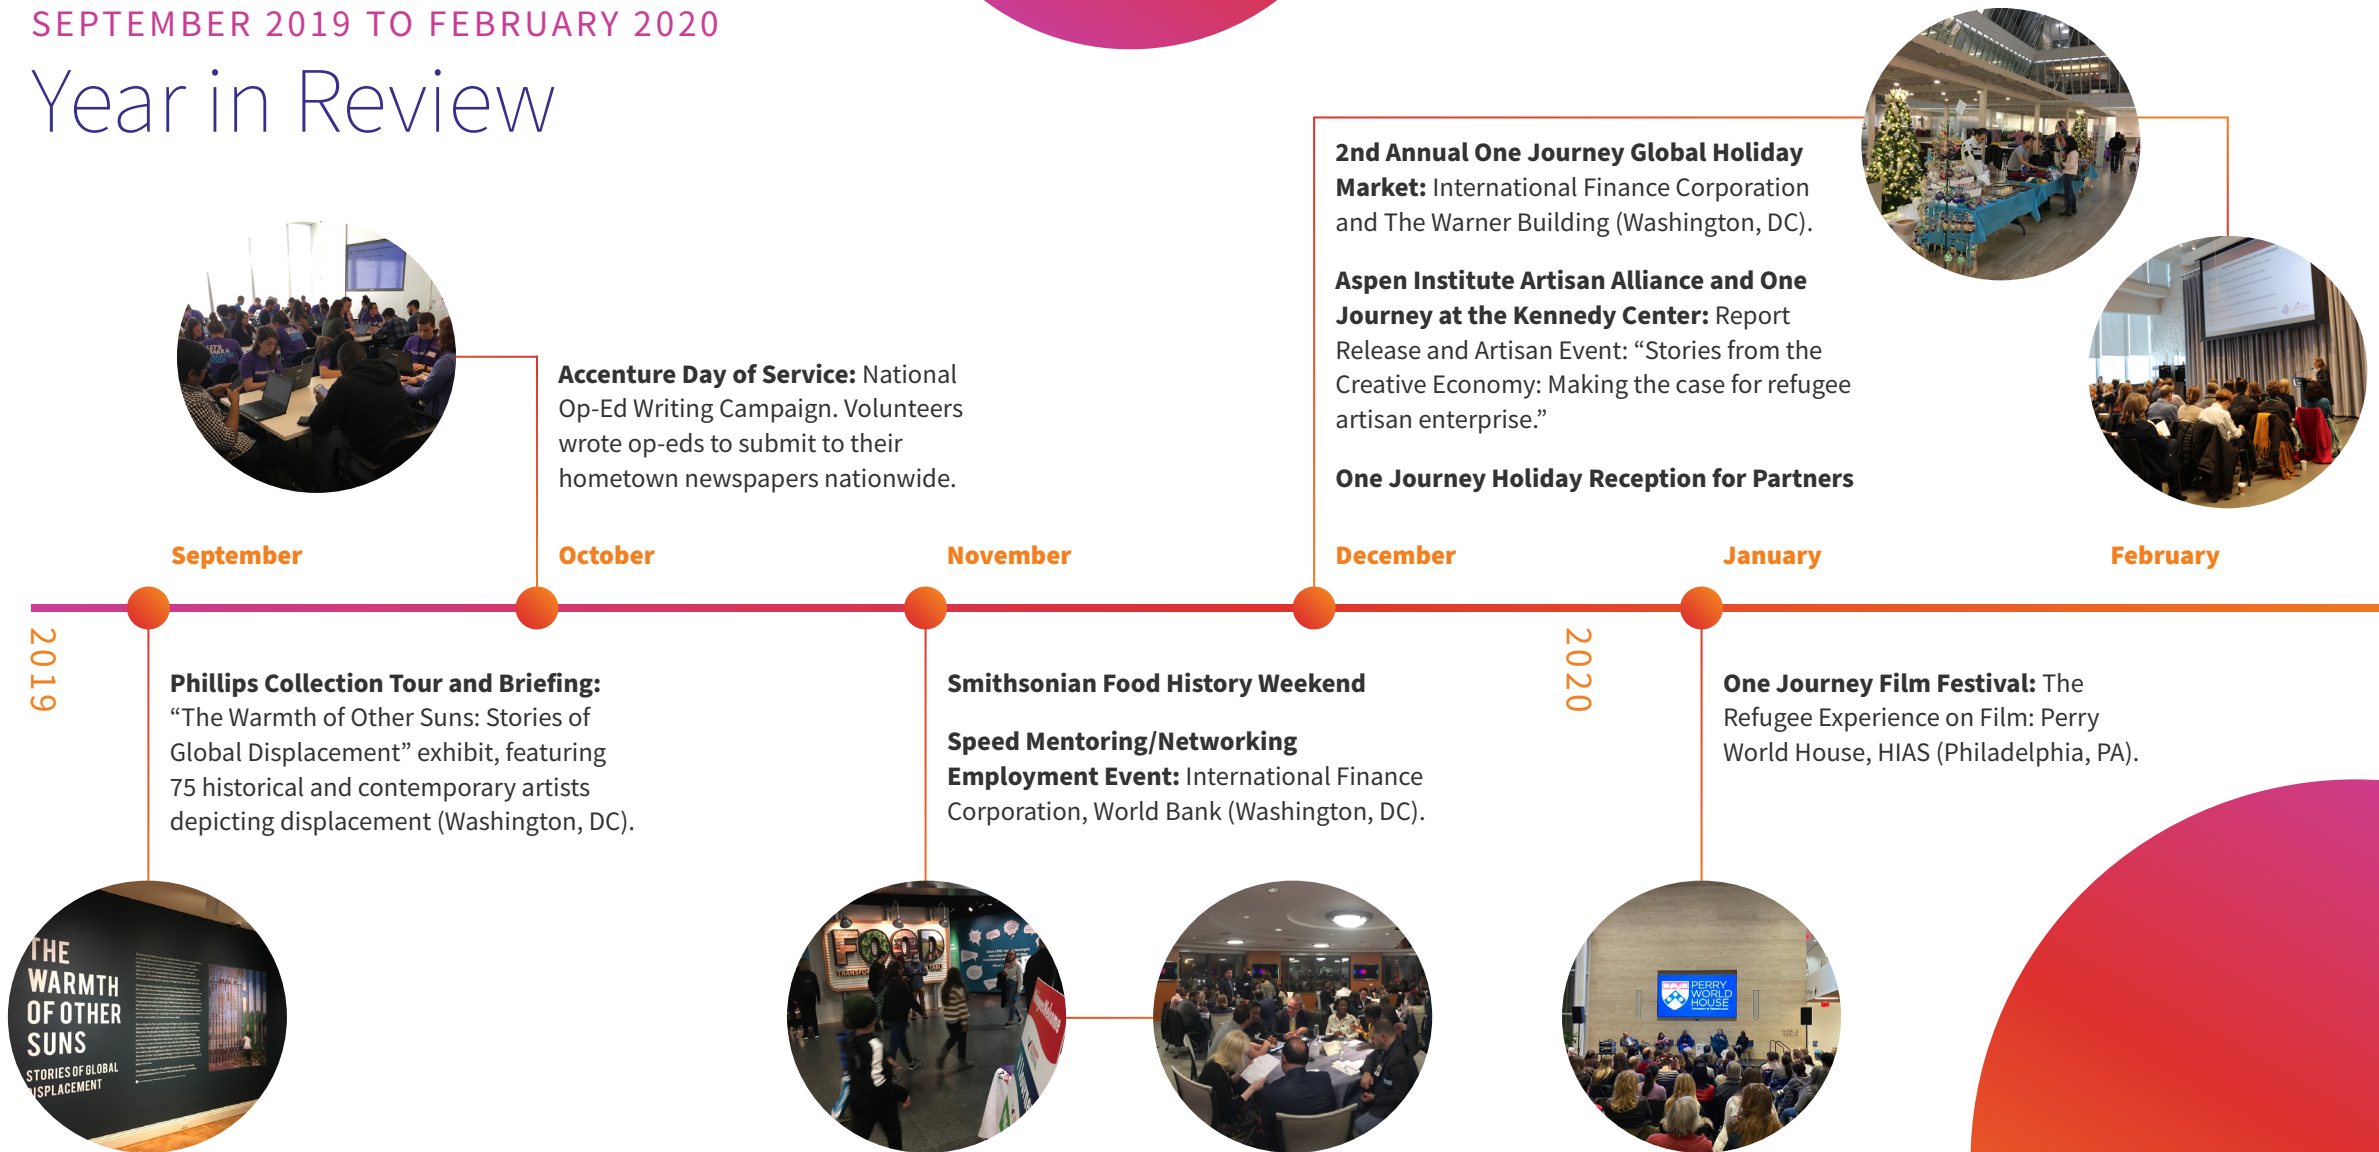 SEPTEMBER 2019 TO FEBRUARY 2020
Year in Review
Accenture Day of Service: National
Op-Ed Writing Campaign. Volunteers
wrote op-eds to submit to their
hometown newspapers nationwide.
2nd Annual One Journey Global Holiday
Market: International Finance Corporation
and The Warner Building (Washington, DC).
Aspen Institute Artisan Alliance and One
Journey at the Kennedy Center: Report
Release and Artisan Event: “Stories from the
Creative Economy: Making the case for refugee
artisan enterprise.”
One Journey Holiday Reception for Partners
September
October
November
December
January
February
2019
2020
Phillips Collection Tour and Briefing:
“The Warmth of Other Suns: Stories of
Global Displacement” exhibit, featuring
75 historical and contemporary artists
depicting displacement (Washington, DC).
Smithsonian Food History Weekend
Speed Mentoring/Networking
Employment Event: International Finance
Corporation, World Bank (Washington, DC).
One Journey Film Festival: The
Refugee Experience on Film: Perry
World House, HIAS (Philadelphia, PA).
THE
WARMTH
OF OTHER
SUNS
STORIES OF GLOBAL
ISPLACEMENT
FOOD
PERRY
WORLD
HOUSE